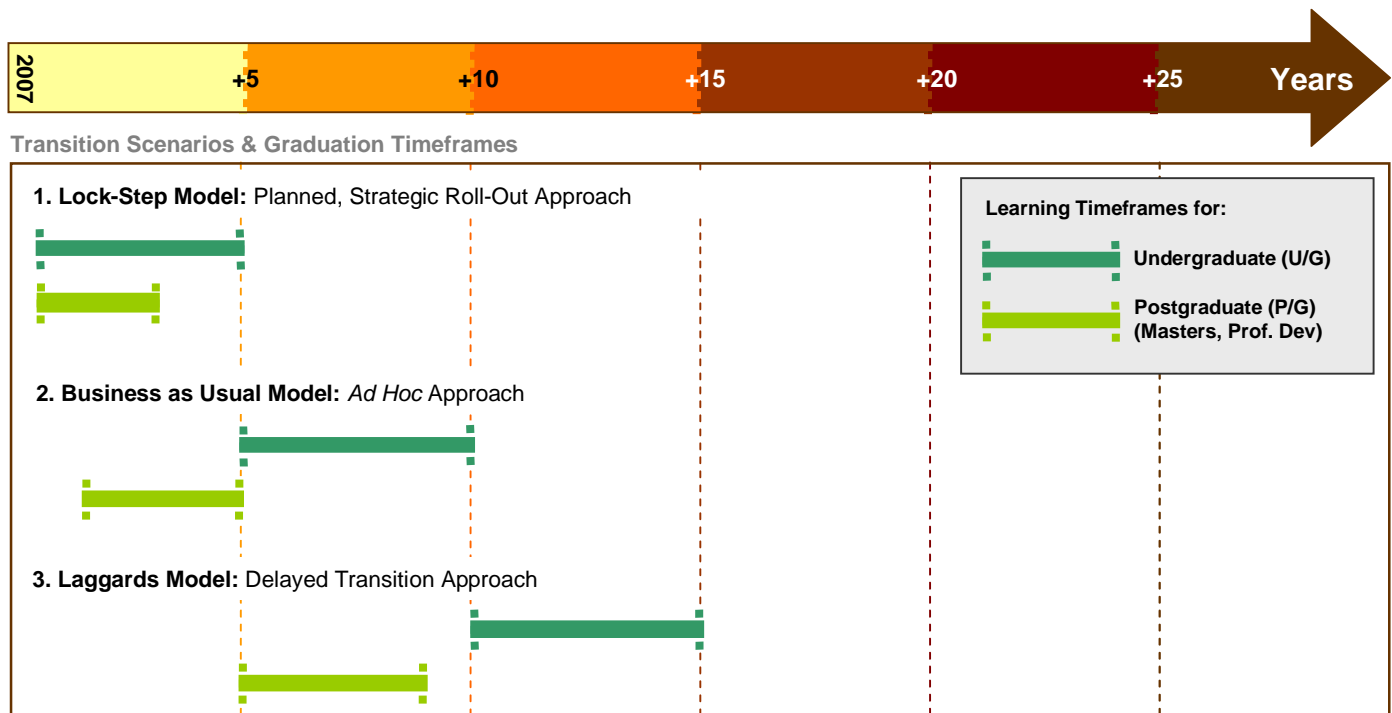 2007
+5
+10
+15
+20
+25
Years
Transition Scenarios & Graduation Timeframes
1. Lock-Step Model: Planned, Strategic Roll-Out Approach
Learning Timeframes for:
Undergraduate (U/G)
Postgraduate (P/G)
(Masters, Prof. Dev)
2. Business as Usual Model: Ad Hoc Approach
3. Laggards Model: Delayed Transition Approach